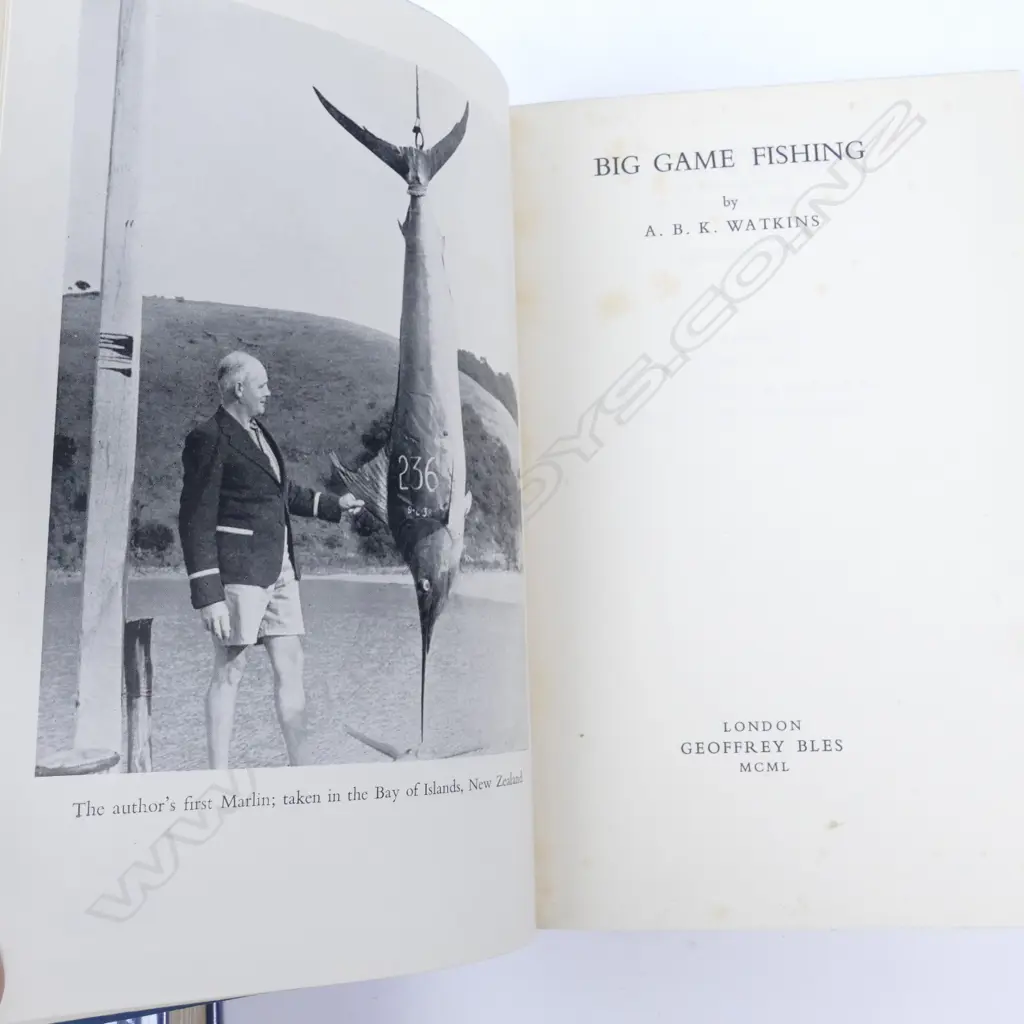 236
The author's first Marlin; taken in the Bay of Islands, New Zealand
BIG GAME FISHING
by
A. B. K. WATKINS
LONDON
GEOFFREY BLES
MCML